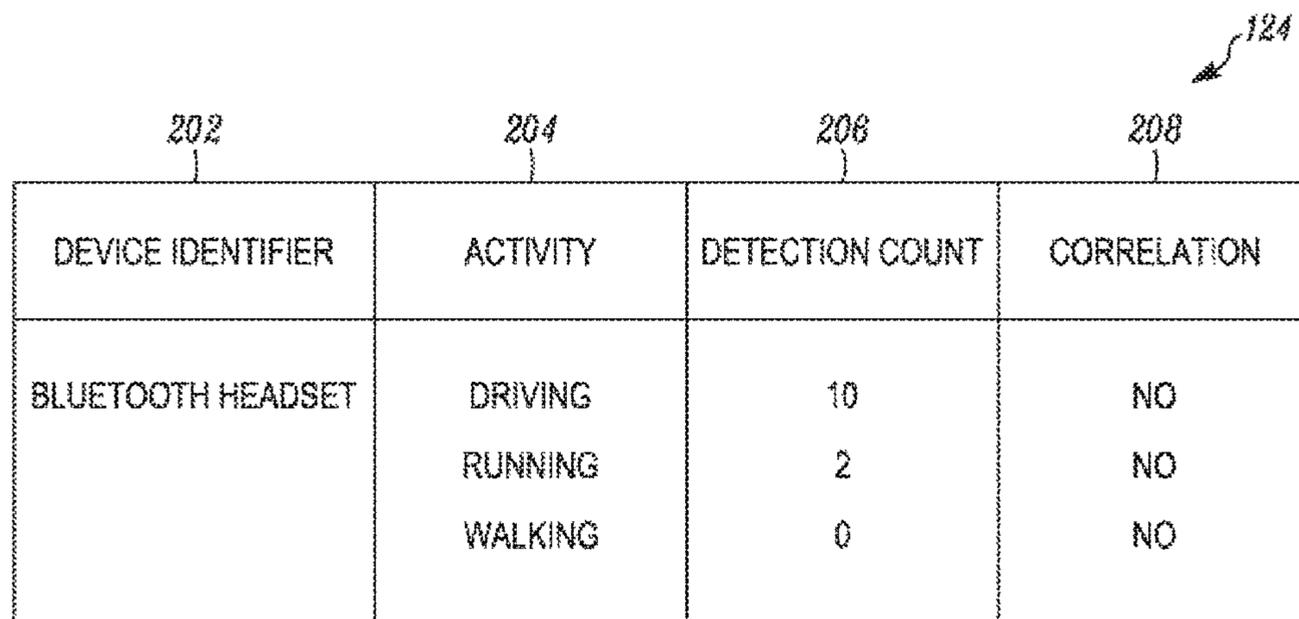 124
202 204 206 208
DEVICE IDENTIFIER ACTIVITY DETECTION COUNT CORRELATION
BLUETOOTH HEADSET DRIVING 10 NO
RUNNING 2 NO
WALKING 0 NO